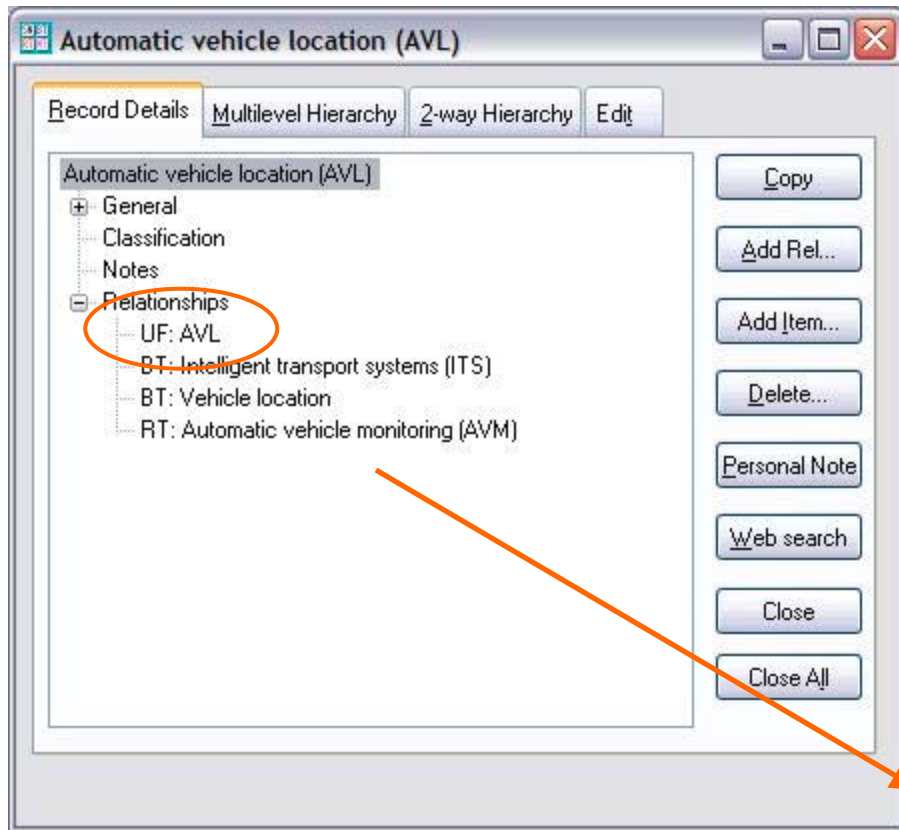 Automatic vehicle location (AVL)
Record Details Multilevel Hierarchy 2-way Hierarchy Edit
Automatic vehicle location (AVL)
General
Classification
Notes
Relationships
UF: AVL
BT: Intelligent transport systems (ITS)
BT: Vehicle location
RT: Automatic vehicle monitoring (AVM)
Copy
Add Rel...
Add Item...
Delete...
Personal Note
Web search
Close
Close All